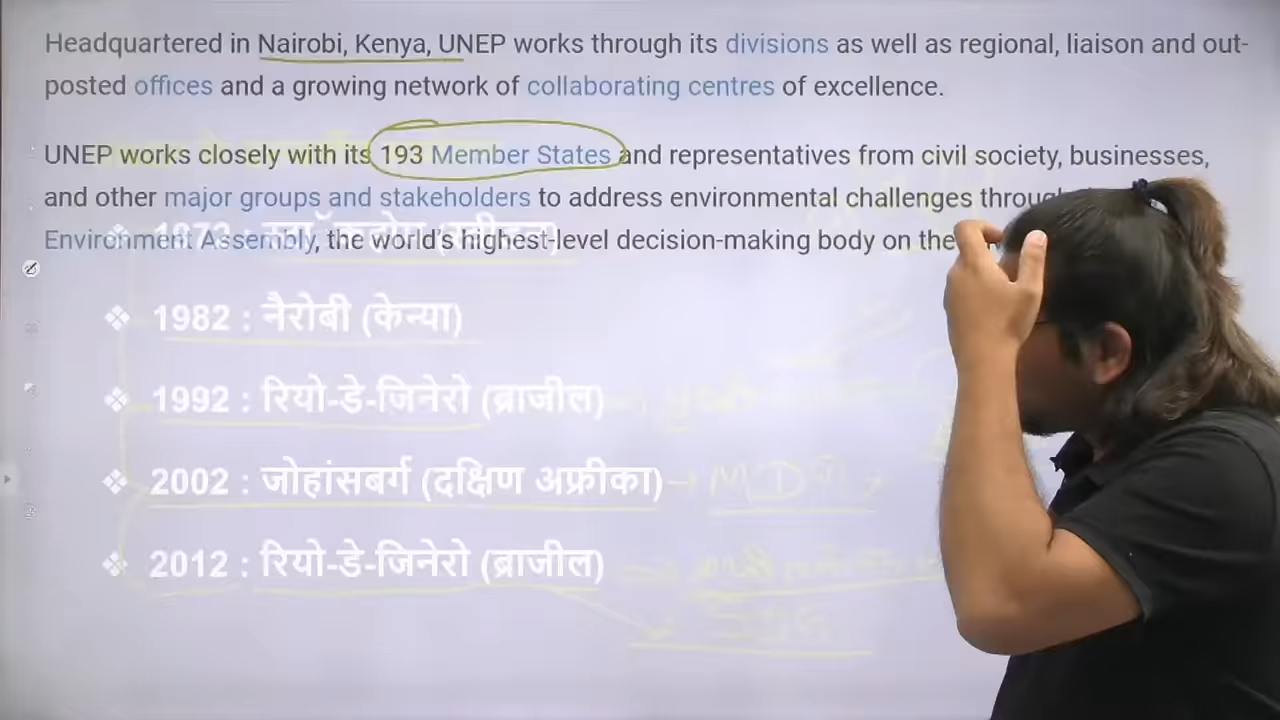 Headquartered in Nairobi, Kenya, UNEP works through its divisions as well as regional, liaison and out-
posted offices and a growing network of collaborating centres of excellence.
UNEP works closely with its 193 Member States and representatives from civil society, businesses,
and other major groups and stakeholders to address environmental challenges
Environment Assembly, the world's highest-level decision-making body on the
❖ 1982 : नैरोबी (केन्या)
❖ 1992 : रियो-डे-जिनेरो (ब्राजील)
❖ 2002 : जोहांसबर्ग (दक्षिण अफ्रीका) →
❖ 2012 : रियो-डे-जिनेरो (ब्राजील)